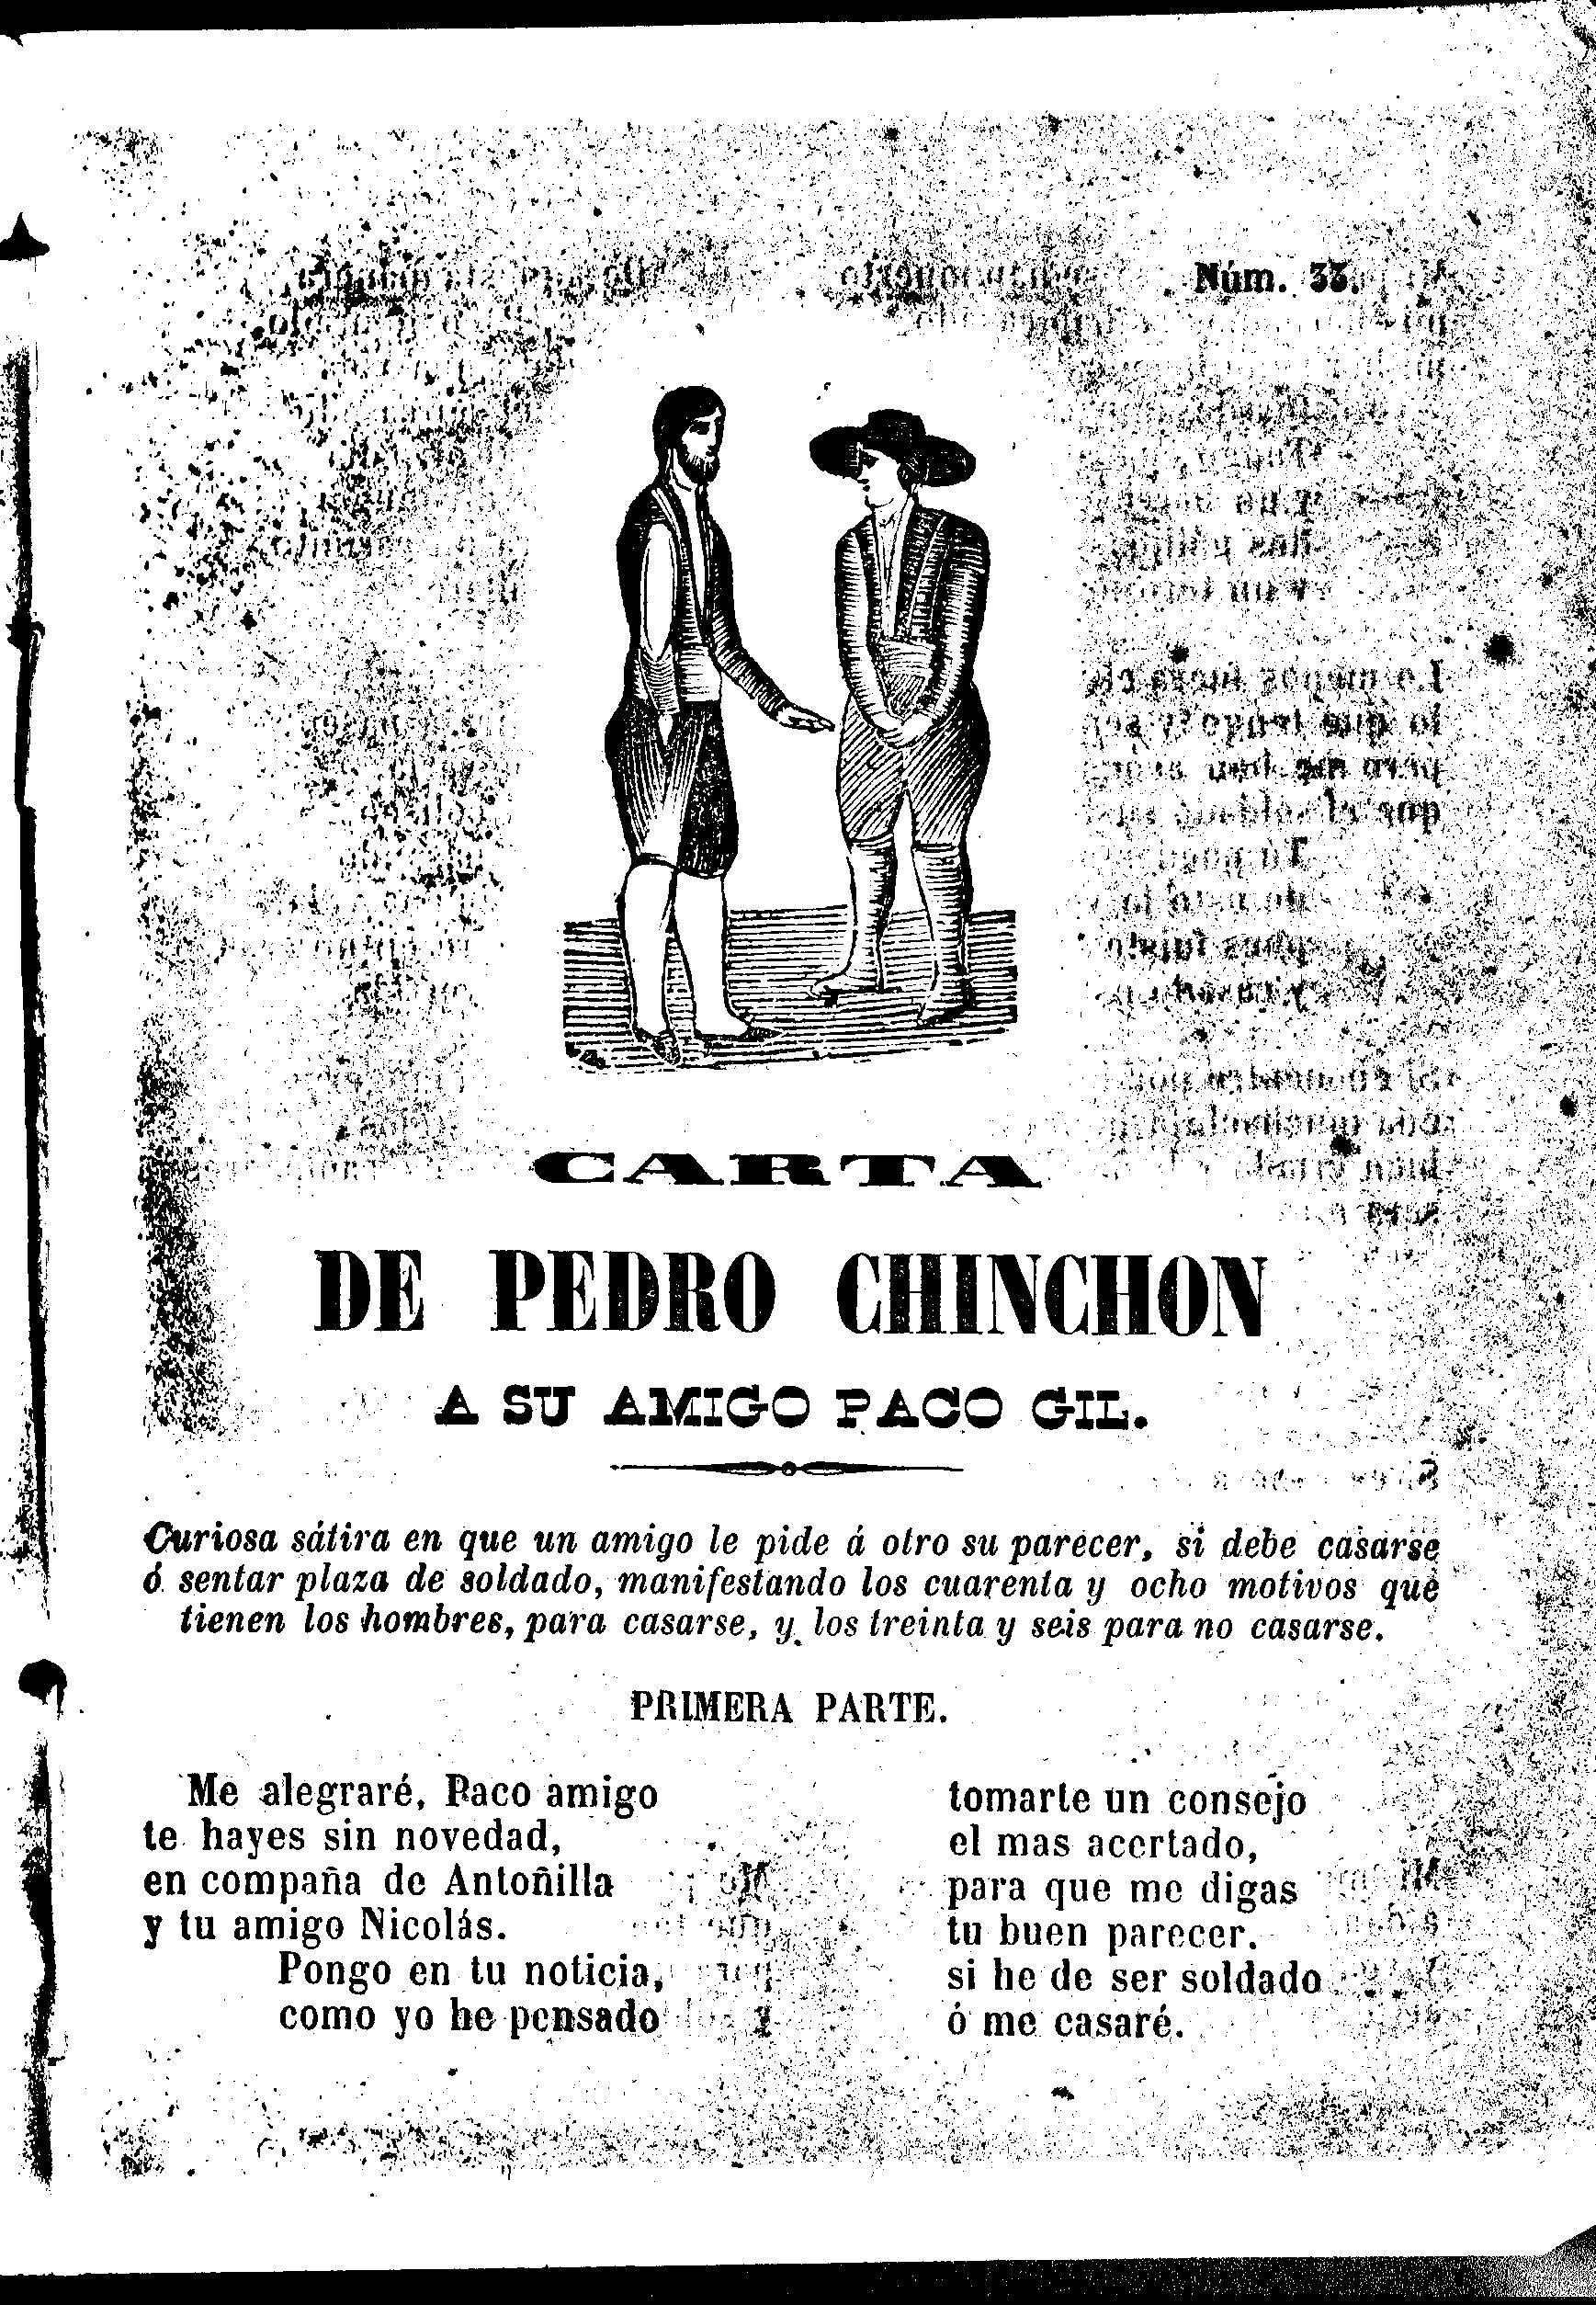 Núm. 33.
CARTA
DE PEDRO CHINCHON
A SU AMIGO PACO GIL.
Curiosa sátira en que un amigo le pide á otro su parecer, si debe casarse
ó sentar plaza de soldado, manifestando los cuarenta y ocho motivos que
tienen los hombres, para casarse, y los treinta y seis para no casarse.
PRIMERA PARTE.
Me alegraré, Paco amigo
te hayes sin novedad,
en compaña de Antoñilla
y tu amigo Nicolás.
Pongo en tu noticia,
como yo he pensado
tomarte un consejo
el mas acertado,
para que me digas
tu buen parecer.
si he de ser soldado
ó me casaré.